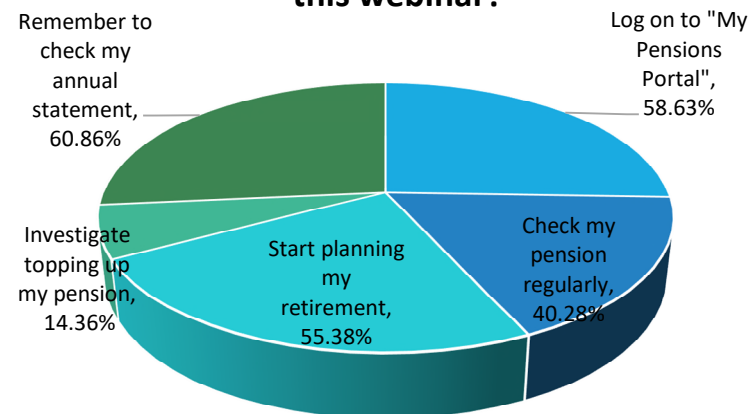 this webinar?
Remember to
check my
annual
statement,
60.86%
Log on to "My
Pensions
Portal",
58.63%
Investigate
topping up
my pension,
14.36%
Start planning
my
retirement,
55.38%
Check my
pension
regularly,
40.28%